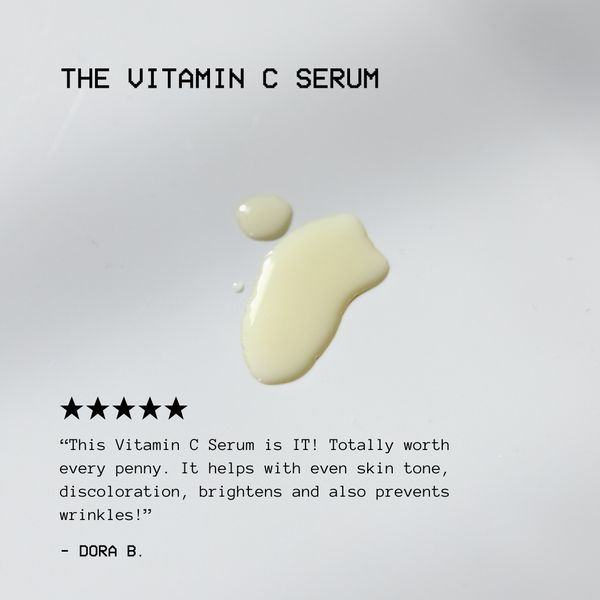 THE VITAMIN C SERUM
★★★★★
“This Vitamin C Serum is IT! Totally worth
every penny. It helps with even skin tone,
discoloration, brightens and also prevents
wrinkles!”
- DORA B.